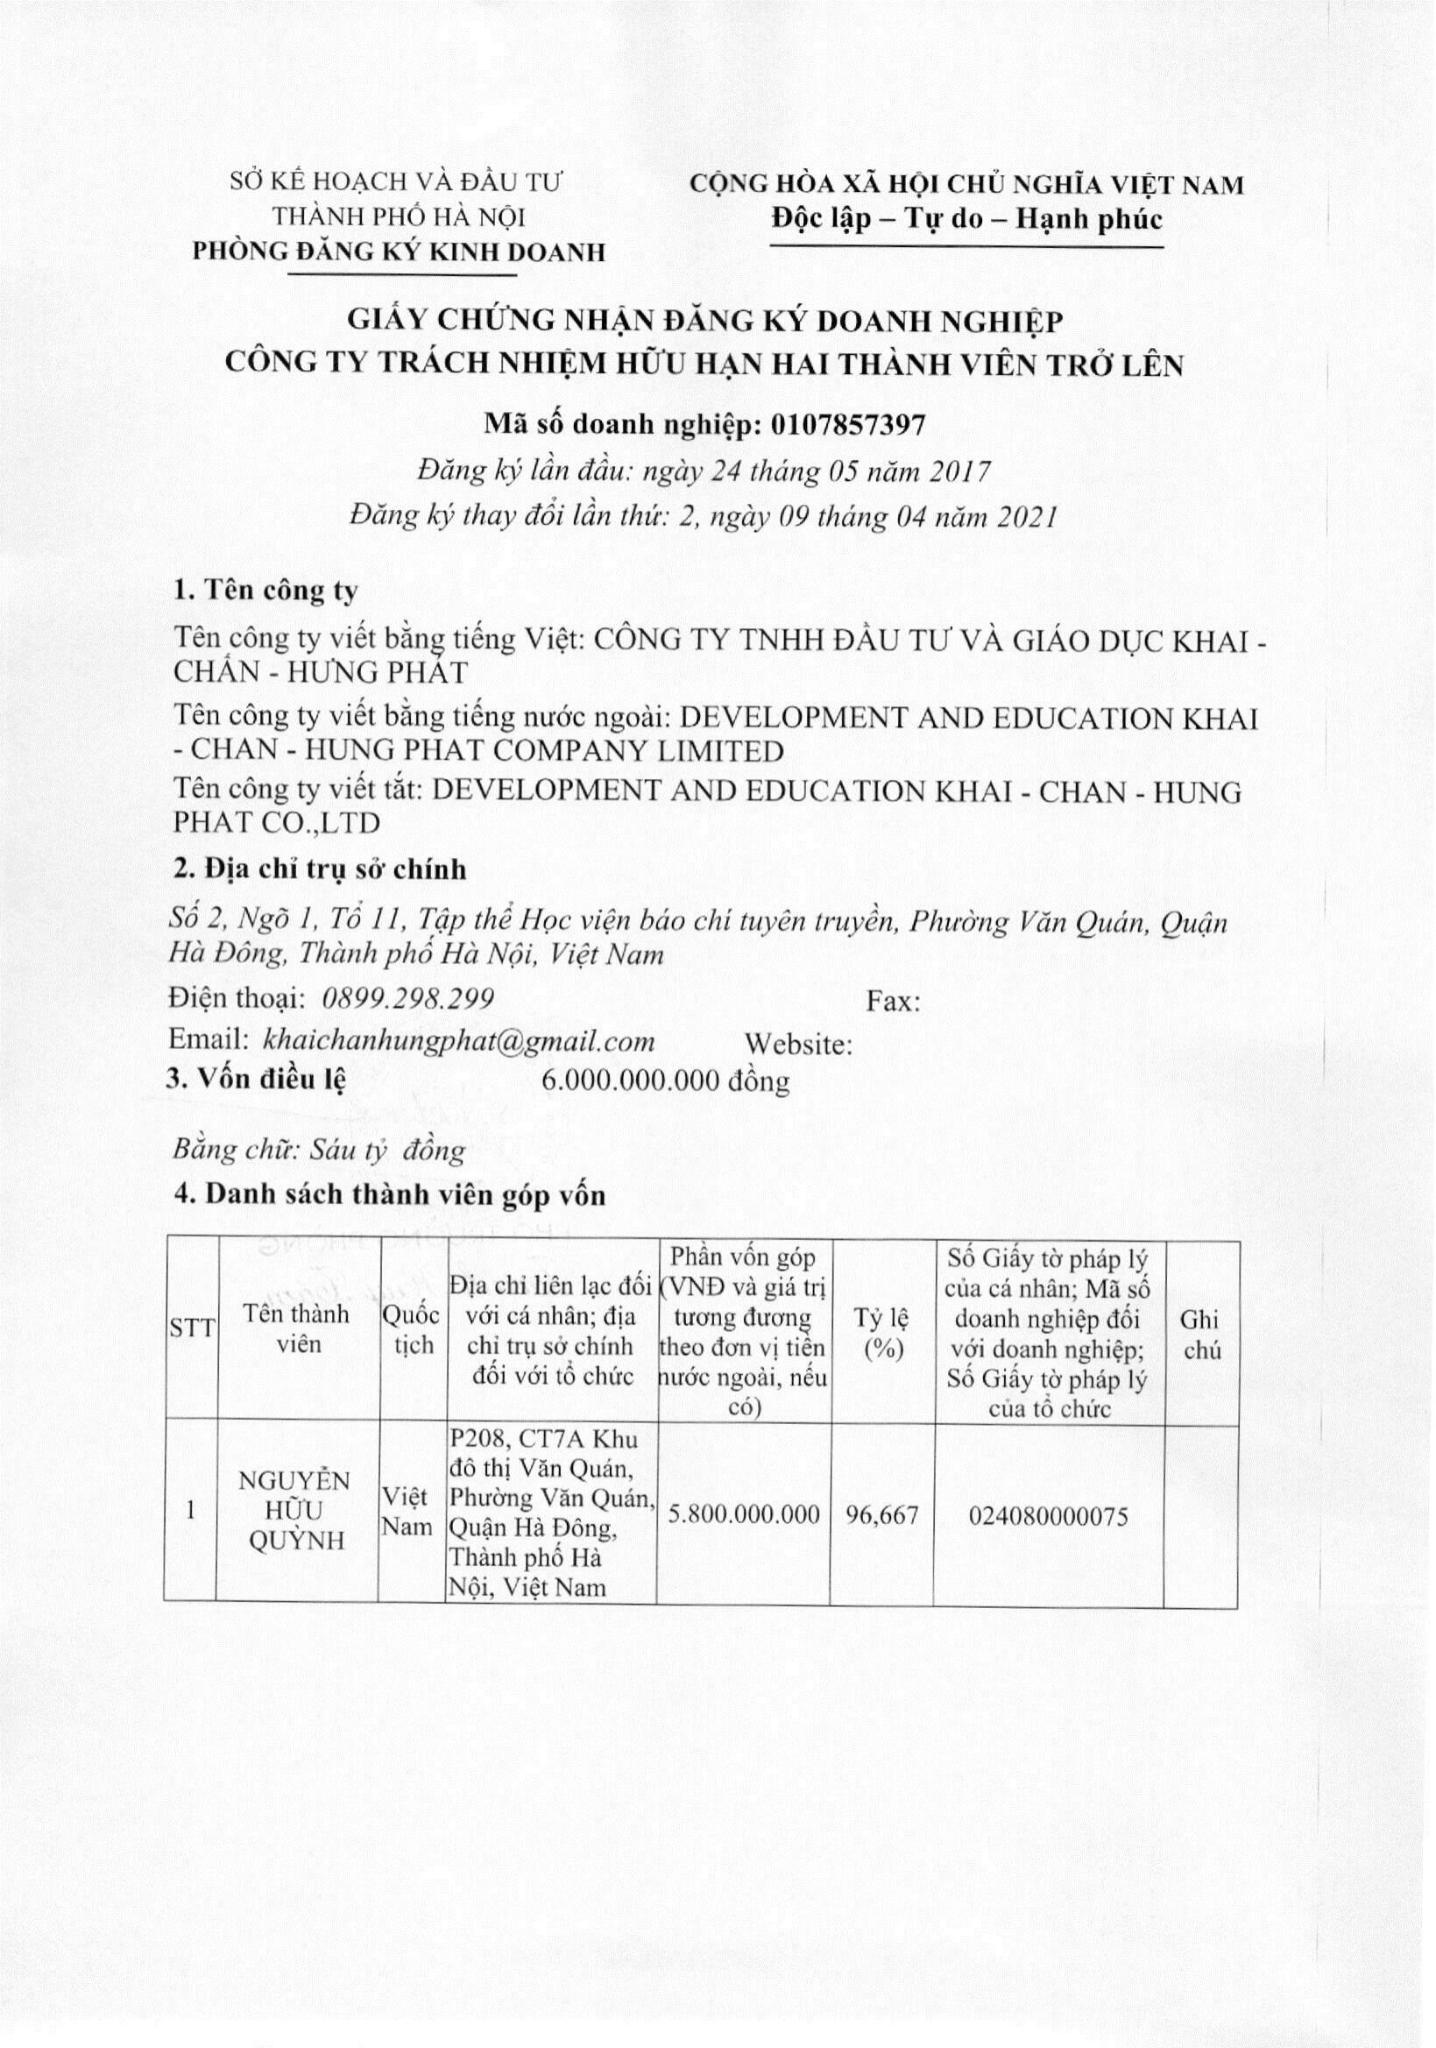 SỞ KẾ HOẠCH VÀ ĐẦU TƯ
THÀNH PHỐ HÀ NỘI
PHÒNG ĐĂNG KÝ KINH DOANH
CỘNG HÒA XÃ HỘI CHỦ NGHĨA VIỆT NAM
Độc lập – Tự do – Hạnh phúc
GIẤY CHỨNG NHẬN ĐĂNG KÝ DOANH NGHIỆP
CÔNG TY TRÁCH NHIỆM HỮU HẠN HAI THÀNH VIÊN TRỞ LÊN
Mã số doanh nghiệp: 0107857397
Đăng ký lần đầu: ngày 24 tháng 05 năm 2017
Đăng ký thay đổi lần thứ: 2, ngày 09 tháng 04 năm 2021
1. Tên công ty
Tên công ty viết bằng tiếng Việt: CÔNG TY TNHH ĐẦU TƯ VÀ GIÁO DỤC KHAI -
CHẤN - HƯNG PHÁT
Tên công ty viết bằng tiếng nước ngoài: DEVELOPMENT AND EDUCATION KHAI
- CHAN - HUNG PHAT COMPANY LIMITED
Tên công ty viết tắt: DEVELOPMENT AND EDUCATION KHAI - CHAN - HUNG
PHAT CO.,LTD
2. Địa chỉ trụ sở chính
Số 2, Ngõ 1, Tổ 11, Tập thể Học viện báo chí tuyên truyền, Phường Văn Quán, Quận
Hà Đông, Thành phố Hà Nội, Việt Nam
Điện thoại: 0899.298.299 Fax:
Email: khaichanhungphat@gmail.com Website:
3. Vốn điều lệ 6.000.000.000 đồng
Bằng chữ: Sáu tỷ đồng
4. Danh sách thành viên góp vốn
STT
Tên thành
viên
Quốc
tịch
Địa chỉ liên lạc đối
với cá nhân; địa
chỉ trụ sở chính
đối với tổ chức
Phần vốn góp
(VNĐ và giá trị
tương đương
theo đơn vị tiền
nước ngoài, nếu
có)
Tỷ lệ
(%)
Số Giấy tờ pháp lý
của cá nhân; Mã số
doanh nghiệp đối
với doanh nghiệp;
Số Giấy tờ pháp lý
của tổ chức
Ghi
chú
1
NGUYỄN
HỮU
QUỲNH
Việt
Nam
P208, CT7A Khu
đô thị Văn Quán,
Phường Văn Quán,
Quận Hà Đông,
Thành phố Hà
Nội, Việt Nam
5.800.000.000
96,667
024080000075